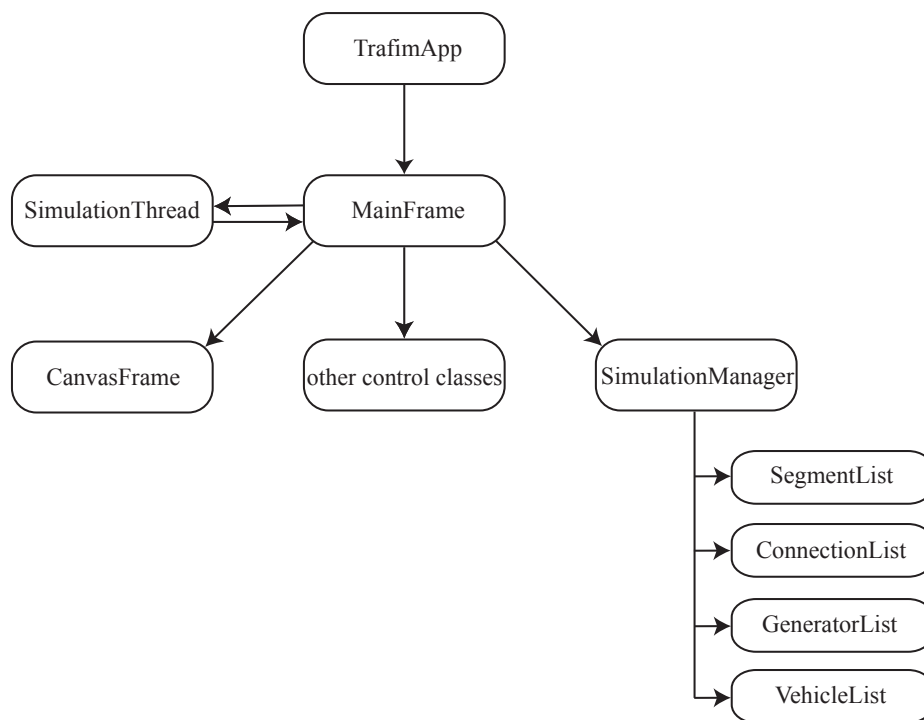 TrafimApp
SimulationThread
MainFrame
CanvasFrame
other control classes
SimulationManager
SegmentList
ConnectionList
GeneratorList
VehicleList